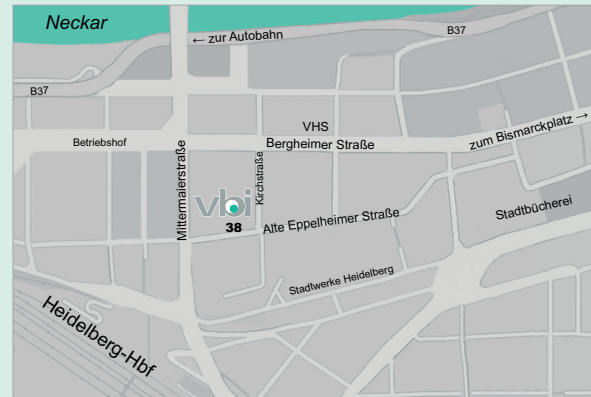 Neckar
← zur Autobahn
B37
B37
VHS
Betriebshof
Bergheimer Straße
zum Bismarckplatz →
Mittermaierstraße
Kirchstraße
vbi
38
Alte Eppelheimer Straße
Stadtbücherei
Stadtwerke Heidelberg
Heidelberg-Hbf